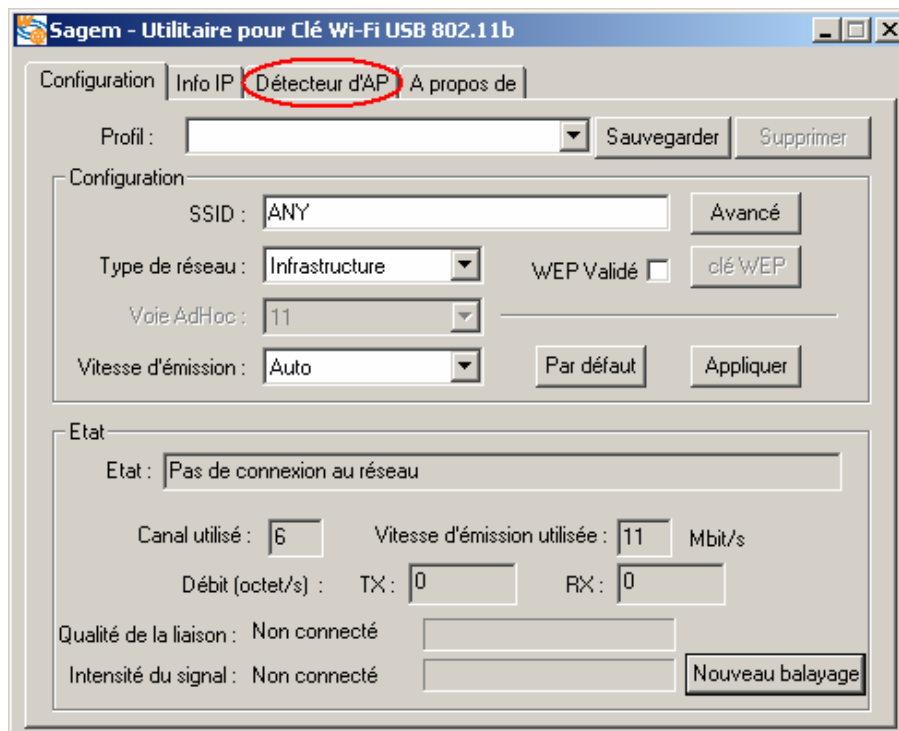 Sagem - Utilitaire pour Clé Wi-Fi USB 802.11b
Configuration Info IP Détecteur d'AP A propos de
Profil : Sauvegarder Supprimer
Configuration
SSID : ANY Avancé
Type de réseau : Infrastructure WEP Validé clé WEP
Voie AdHoc : 11
Vitesse d'émission : Auto Par défaut Appliquer
Etat
Etat : Pas de connexion au réseau
Canal utilisé : 6 Vitesse d'émission utilisée : 11 Mbit/s
Débit (octet/s) : TX : 0 RX : 0
Qualité de la liaison : Non connecté
Intensité du signal : Non connecté Nouveau balayage